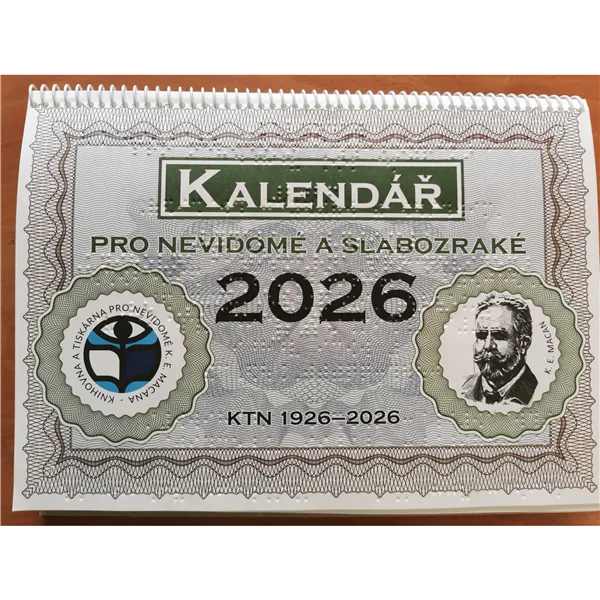 KALENDÁŘ
PRO NEVIDOMÉ A SLABOZRAKÉ
2026
KNIHOVNA A TISKÁRNA PRO NEVIDOMÉ K. E. MACANA -
K. E. MACAN
KTN 1926–2026